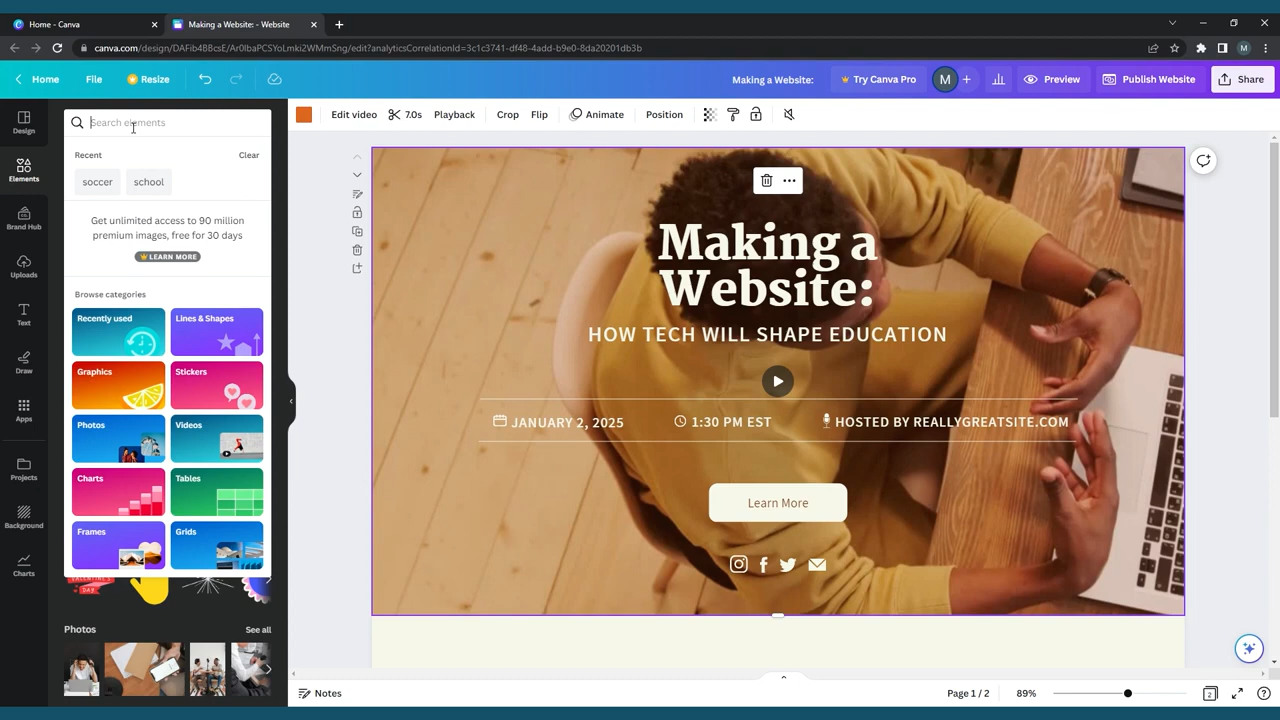 Home - Canva
Making a Website: - Website
canva.com/design/DAFib4BBcsE/Ar0lbaPCSYoLmki2WMmSng/edit?analyticsCorrelationId=3c1c3741-df48-4add-b9e0-8da20201db3b
M
Home
File
Resize
Making a Website:
Try Canva Pro
M
Preview
Publish Website
Share
Design
Elements
Brand Hub
Uploads
Text
Draw
Apps
Projects
Background
Charts
Search elements
Recent
Clear
soccer
school
Get unlimited access to 90 million
premium images, free for 30 days
LEARN MORE
Browse categories
Recently used
Lines & Shapes
Graphics
Stickers
Photos
Videos
Charts
Tables
Frames
Grids
VALENTINE'S
DAY
Photos
See all
Edit video
7.0s
Playback
Crop
Flip
Animate
Position
Making a
Website:
HOW TECH WILL SHAPE EDUCATION
JANUARY 2, 2025
1:30 PM EST
HOSTED BY REALLYGREATSITE.COM
Learn More
Notes
Page 1 / 2
89%
2